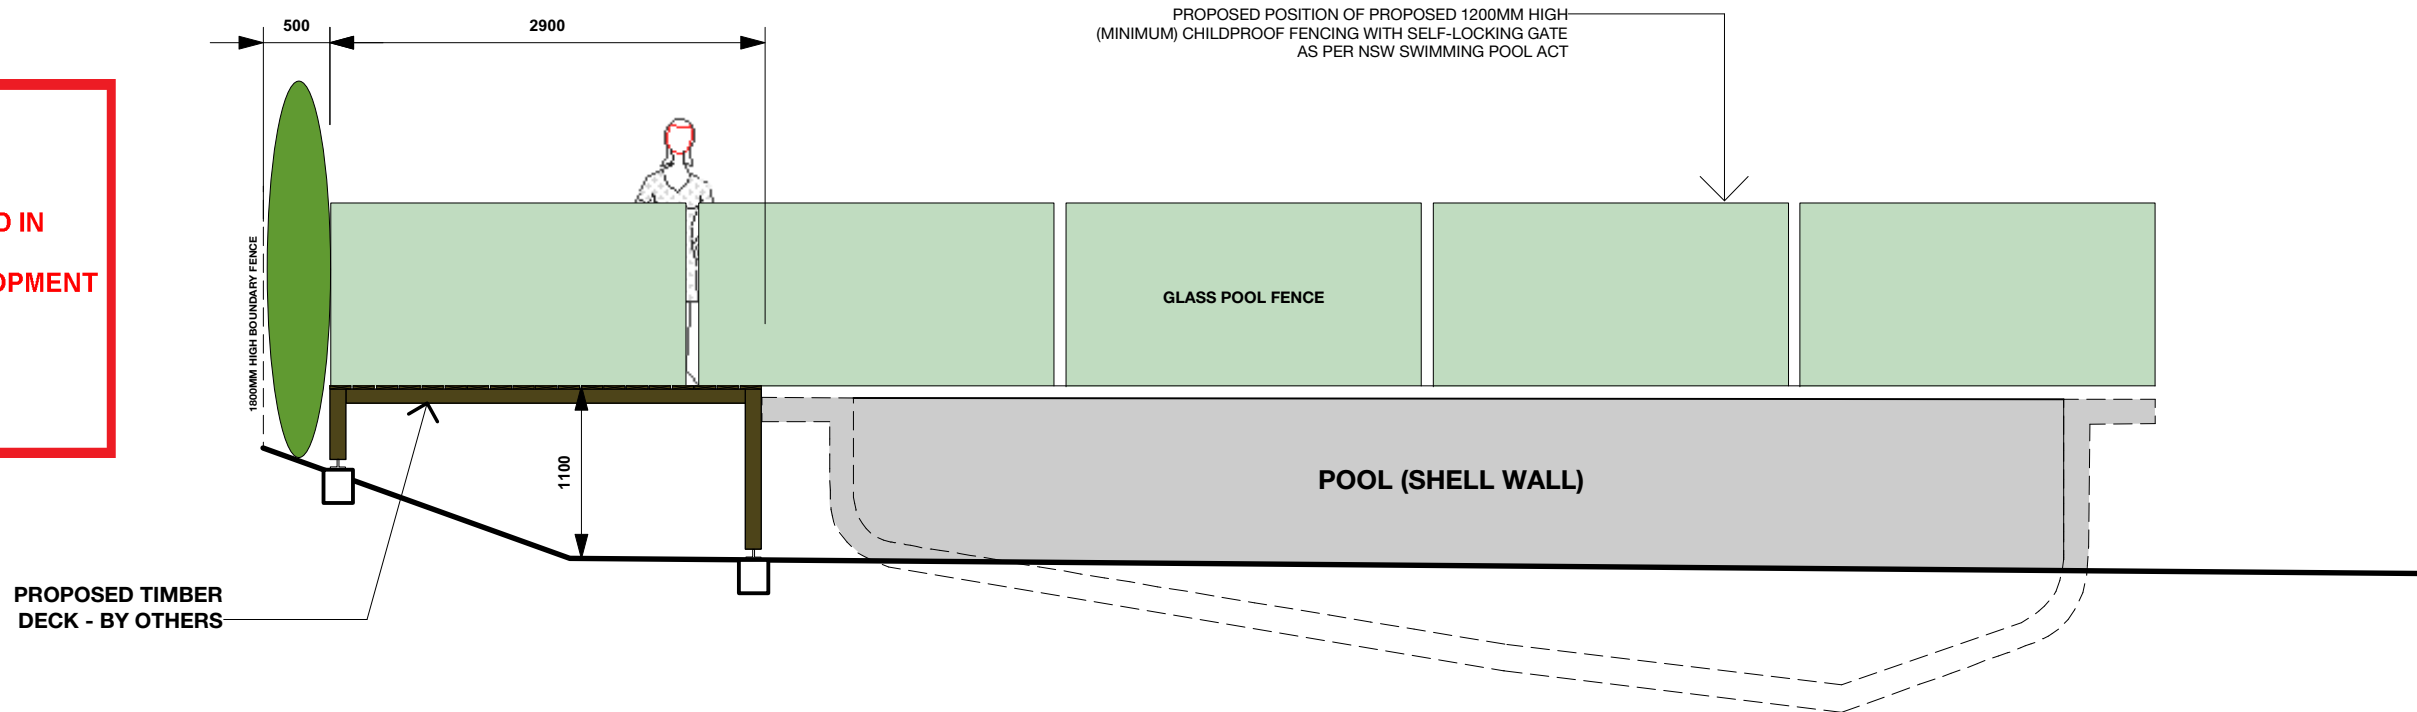 500
2900
PROPOSED POSITION OF PROPOSED 1200MM HIGH
(MINIMUM) CHILDPROOF FENCING WITH SELF-LOCKING GATE
AS PER NSW SWIMMING POOL ACT
IN
1800MM HIGH BOUNDARY FENCE
GLASS POOL FENCE
1100
POOL (SHELL WALL)
PROPOSED TIMBER
DECK - BY OTHERS